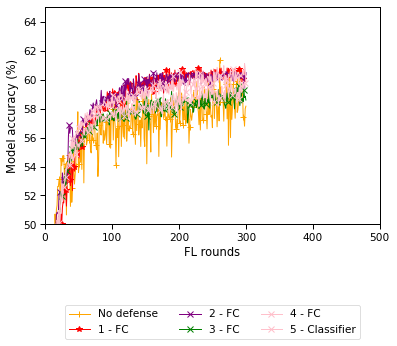 64
62
60
58
56
54
52
50
Model accuracy (%)
0 100 200 300 400 500
FL rounds
No defense 2 - FC 4 - FC
1 - FC 3 - FC 5 - Classifier